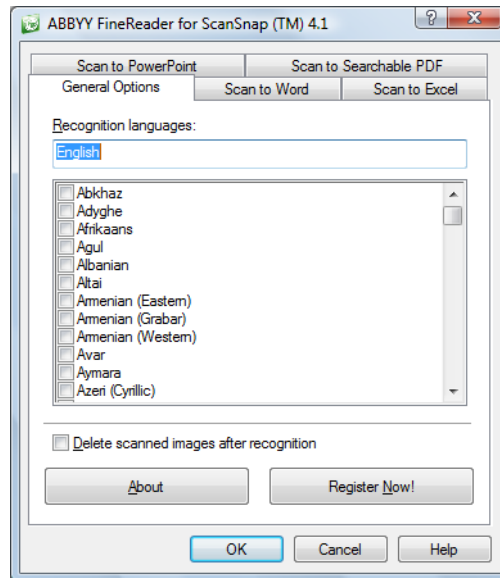 ABBYY FineReader for ScanSnap (TM) 4.1
Scan to PowerPoint Scan to Searchable PDF
General Options Scan to Word Scan to Excel
Recognition languages:
English
Abkhaz
Adyghe
Afrikaans
Agul
Albanian
Altai
Armenian (Eastern)
Armenian (Grabar)
Armenian (Western)
Avar
Aymara
Azeri (Cyrillic)
Delete scanned images after recognition
About Register Now!
OK Cancel Help